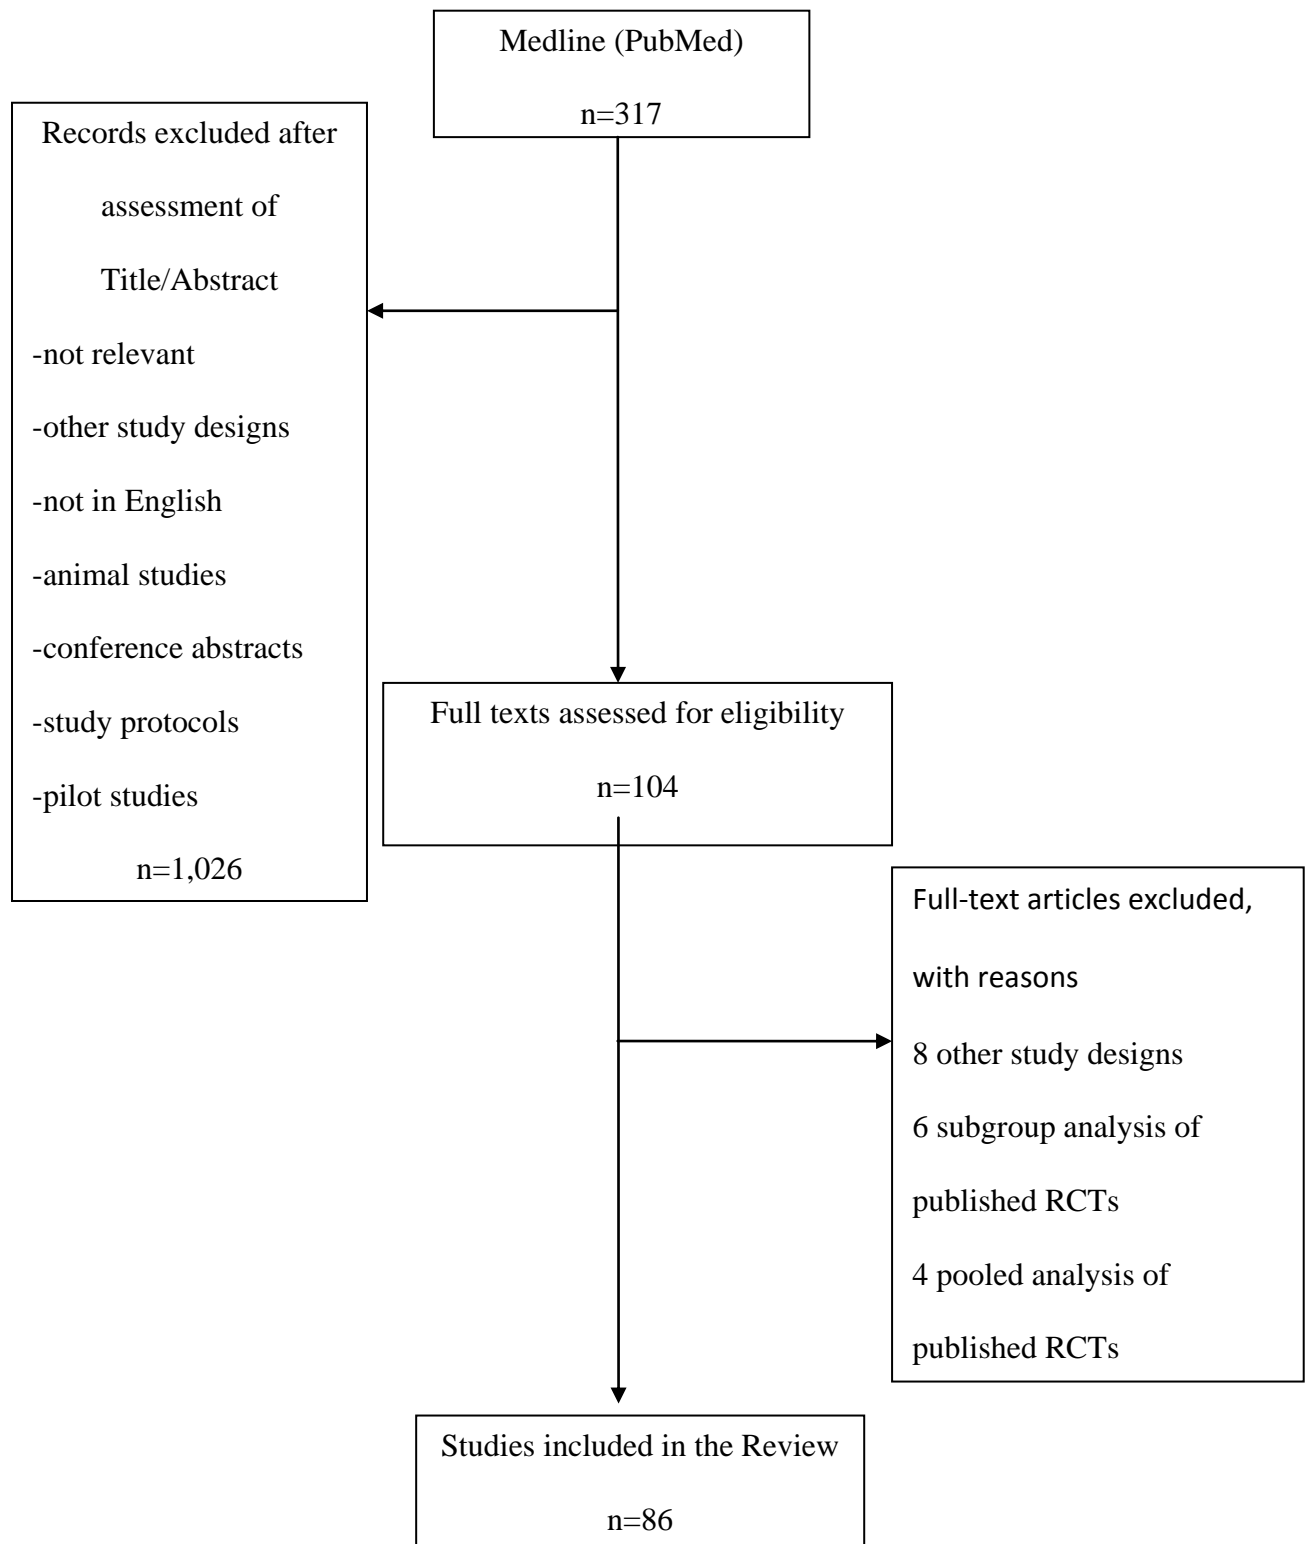 Medline (PubMed)
n=317
Records excluded after
assessment of
Title/Abstract
-not relevant
-other study designs
-not in English
-animal studies
-conference abstracts
-study protocols
-pilot studies
n=1,026
Full texts assessed for eligibility
n=104
Full-text articles excluded,
with reasons
8 other study designs
6 subgroup analysis of
published RCTs
4 pooled analysis of
published RCTs
Studies included in the Review
n=86